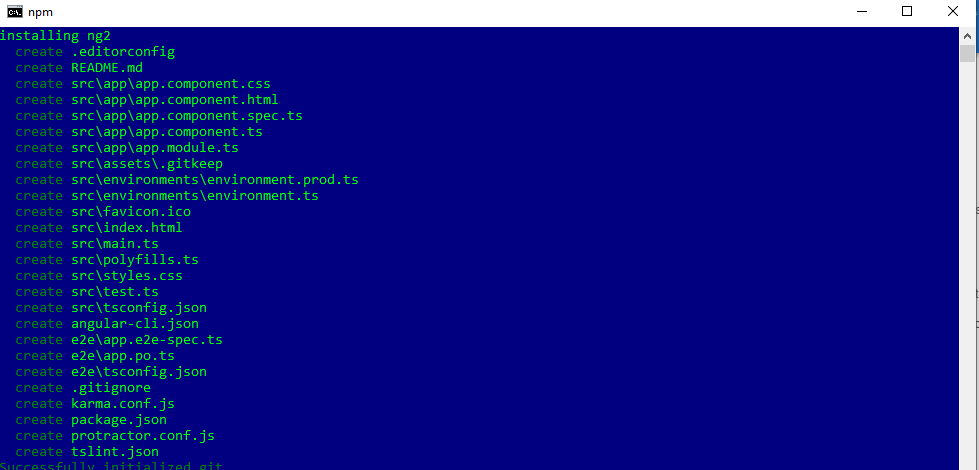 npm
installing ng2
create .editorconfig
create README.md
create src\app\app.component.css
create src\app\app.component.html
create src\app\app.component.spec.ts
create src\app\app.component.ts
create src\app\app.module.ts
create src\assets\.gitkeep
create src\environments\environment.prod.ts
create src\environments\environment.ts
create src\favicon.ico
create src\index.html
create src\main.ts
create src\polyfills.ts
create src\styles.css
create src\test.ts
create src\tsconfig.json
create angular-cli.json
create e2e\app.e2e-spec.ts
create e2e\app.po.ts
create e2e\tsconfig.json
create .gitignore
create karma.conf.js
create package.json
create protractor.conf.js
create tslint.json
Successfully initialized git